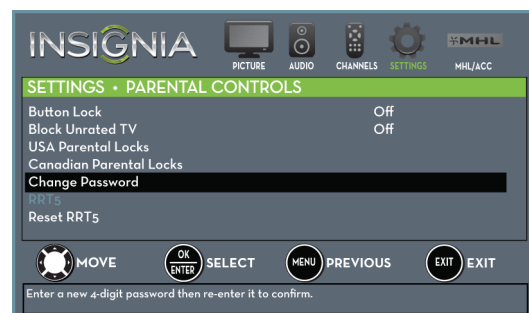 INSIGNIA
PICTURE AUDIO CHANNELS SETTINGS MHL MHL/ACC
SETTINGS • PARENTAL CONTROLS
Button Lock Off
Block Unrated TV Off
USA Parental Locks
Canadian Parental Locks
Change Password
RRT5
Reset RRT5
MOVE OK ENTER SELECT MENU PREVIOUS EXIT EXIT
Enter a new 4-digit password then re-enter it to confirm.